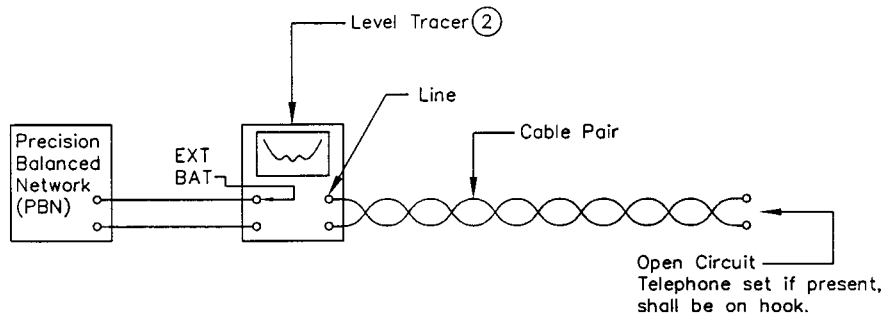 Level Tracer 2
Line
Cable Pair
Precision
Balanced
Network
(PBN)
EXT
BAT
Open Circuit
Telephone set if present,
shall be on hook.